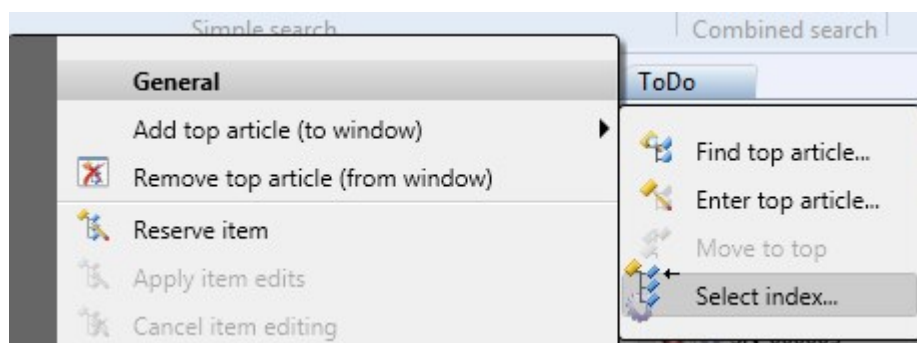 Simple search
Combined search
General
ToDo
Add top article (to window)
Remove top article (from window)
Reserve item
Apply item edits
Cancel item editing
Find top article...
Enter top article...
Move to top
Select index...